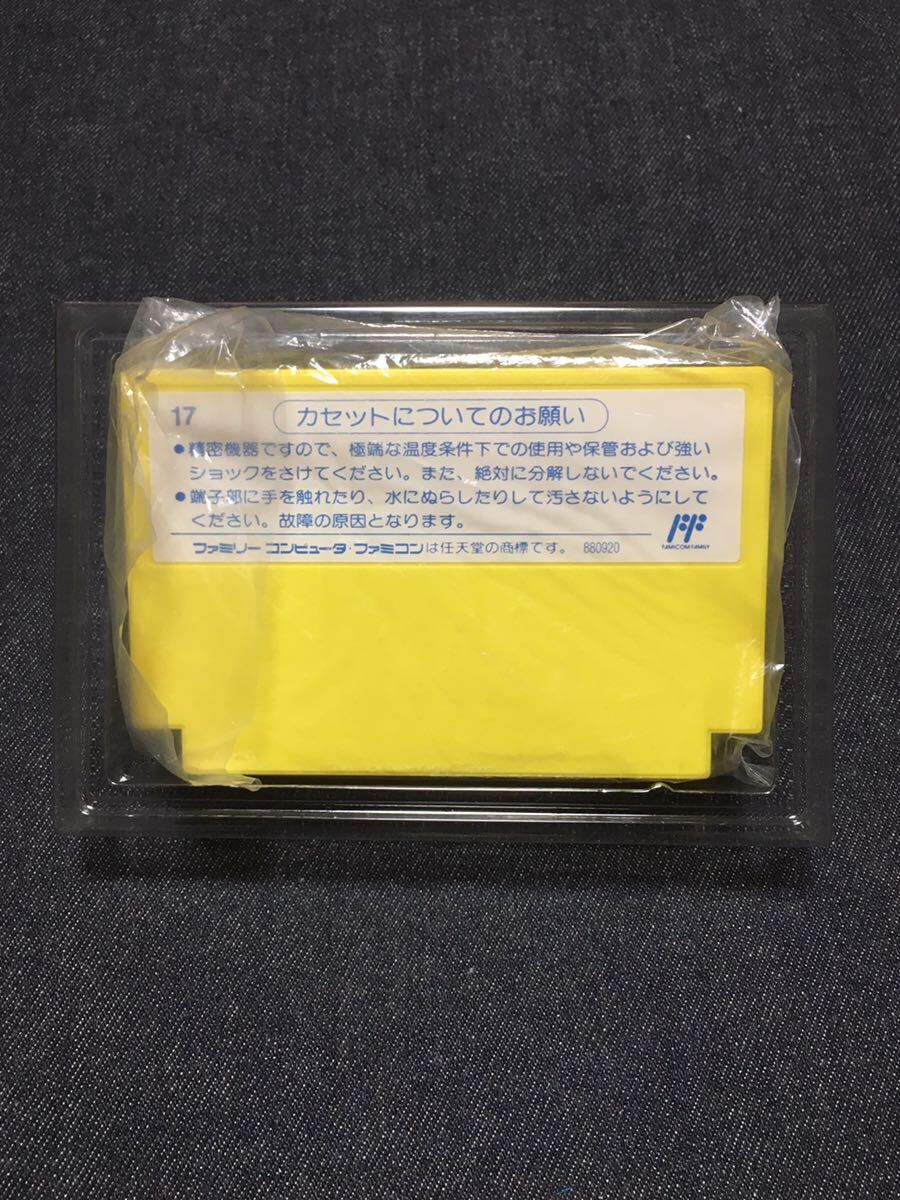 17
カセットについてのお願い
●精密機器ですので、極端な温度条件下での使用や保管および強い
ショックをさけてください。また、絶対に分解しないでください。
●端子部に手を触れたり、水にぬらしたりして汚さないようにして
ください。故障の原因となります。
ファミリーコンピュータ・ファミコンは任天堂の商標です。 880920
FAMICOM FAMILY